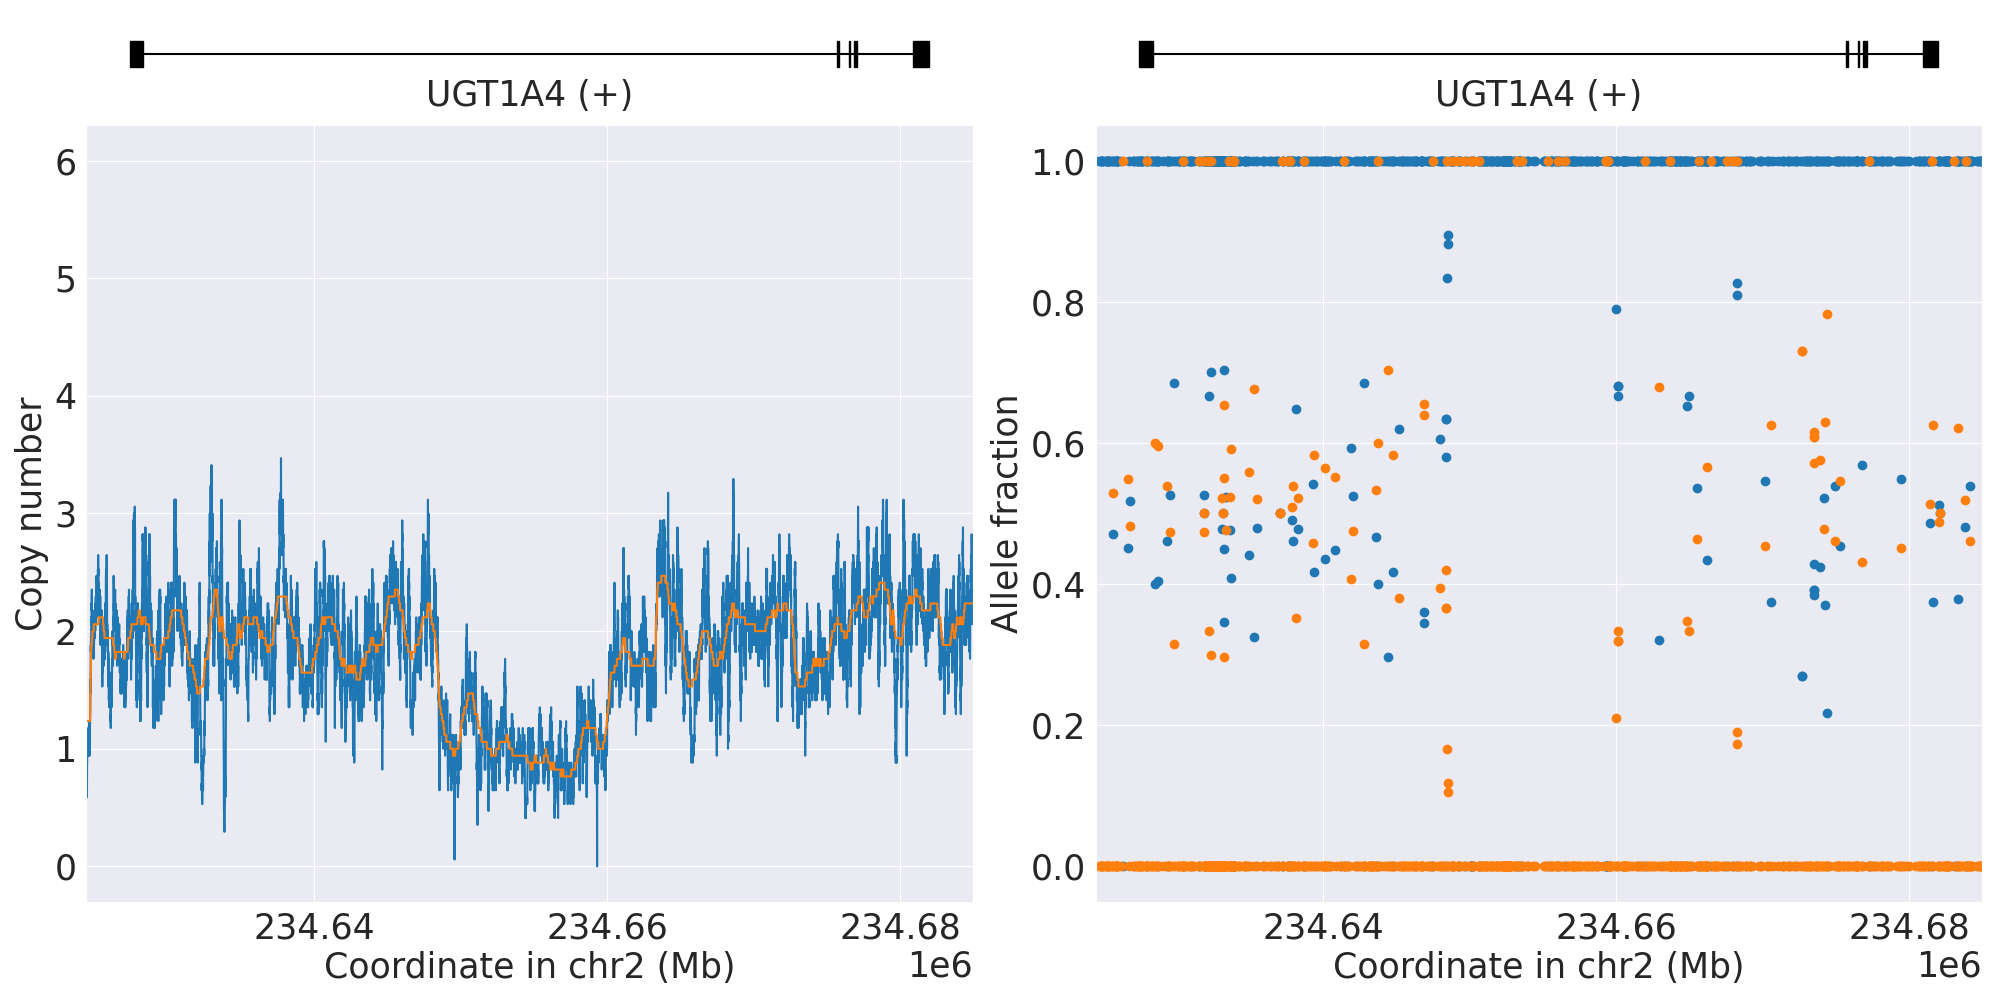 UGT1A4 (+)
6
5
4
3
2
1
0
Copy number
234.64 234.66 234.68
1e6
Coordinate in chr2 (Mb)
UGT1A4 (+)
1.0
0.8
0.6
0.4
0.2
0.0
Allele fraction
234.64 234.66 234.68
1e6
Coordinate in chr2 (Mb)